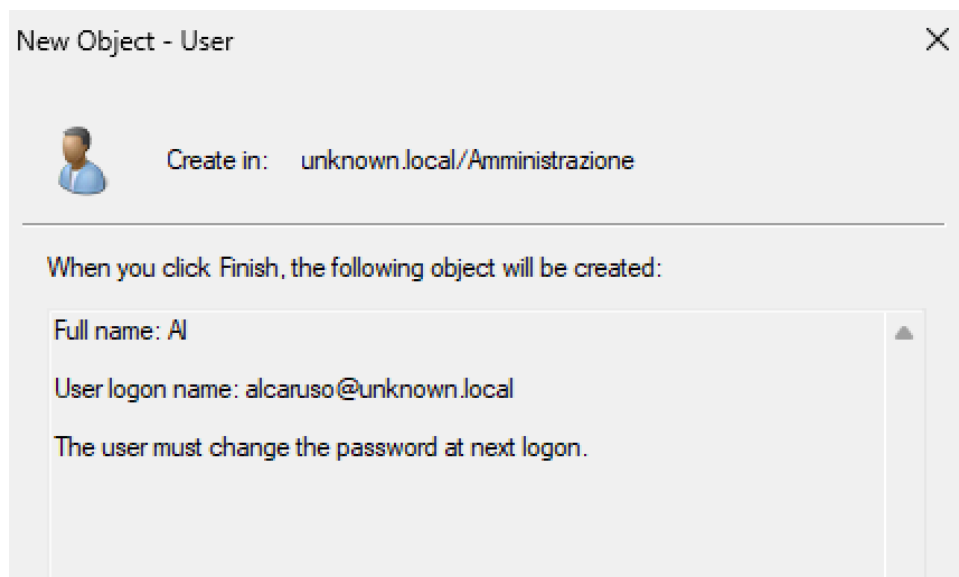 New Object - User
Create in: unknown.local/Amministrazione
When you click Finish, the following object will be created:
Full name: Al
User logon name: alcaruso@unknown.local
The user must change the password at next logon.